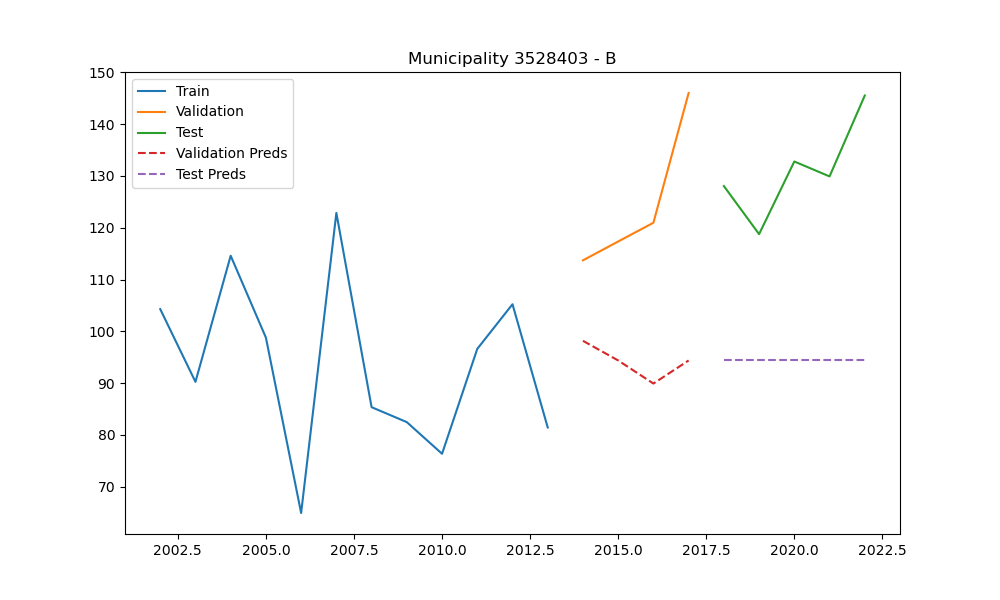 Municipality 3528403 - B
150
140
130
120
110
100
90
80
70
Train
Validation
Test
Validation Preds
Test Preds
2002.5 2005.0 2007.5 2010.0 2012.5 2015.0 2017.5 2020.0 2022.5